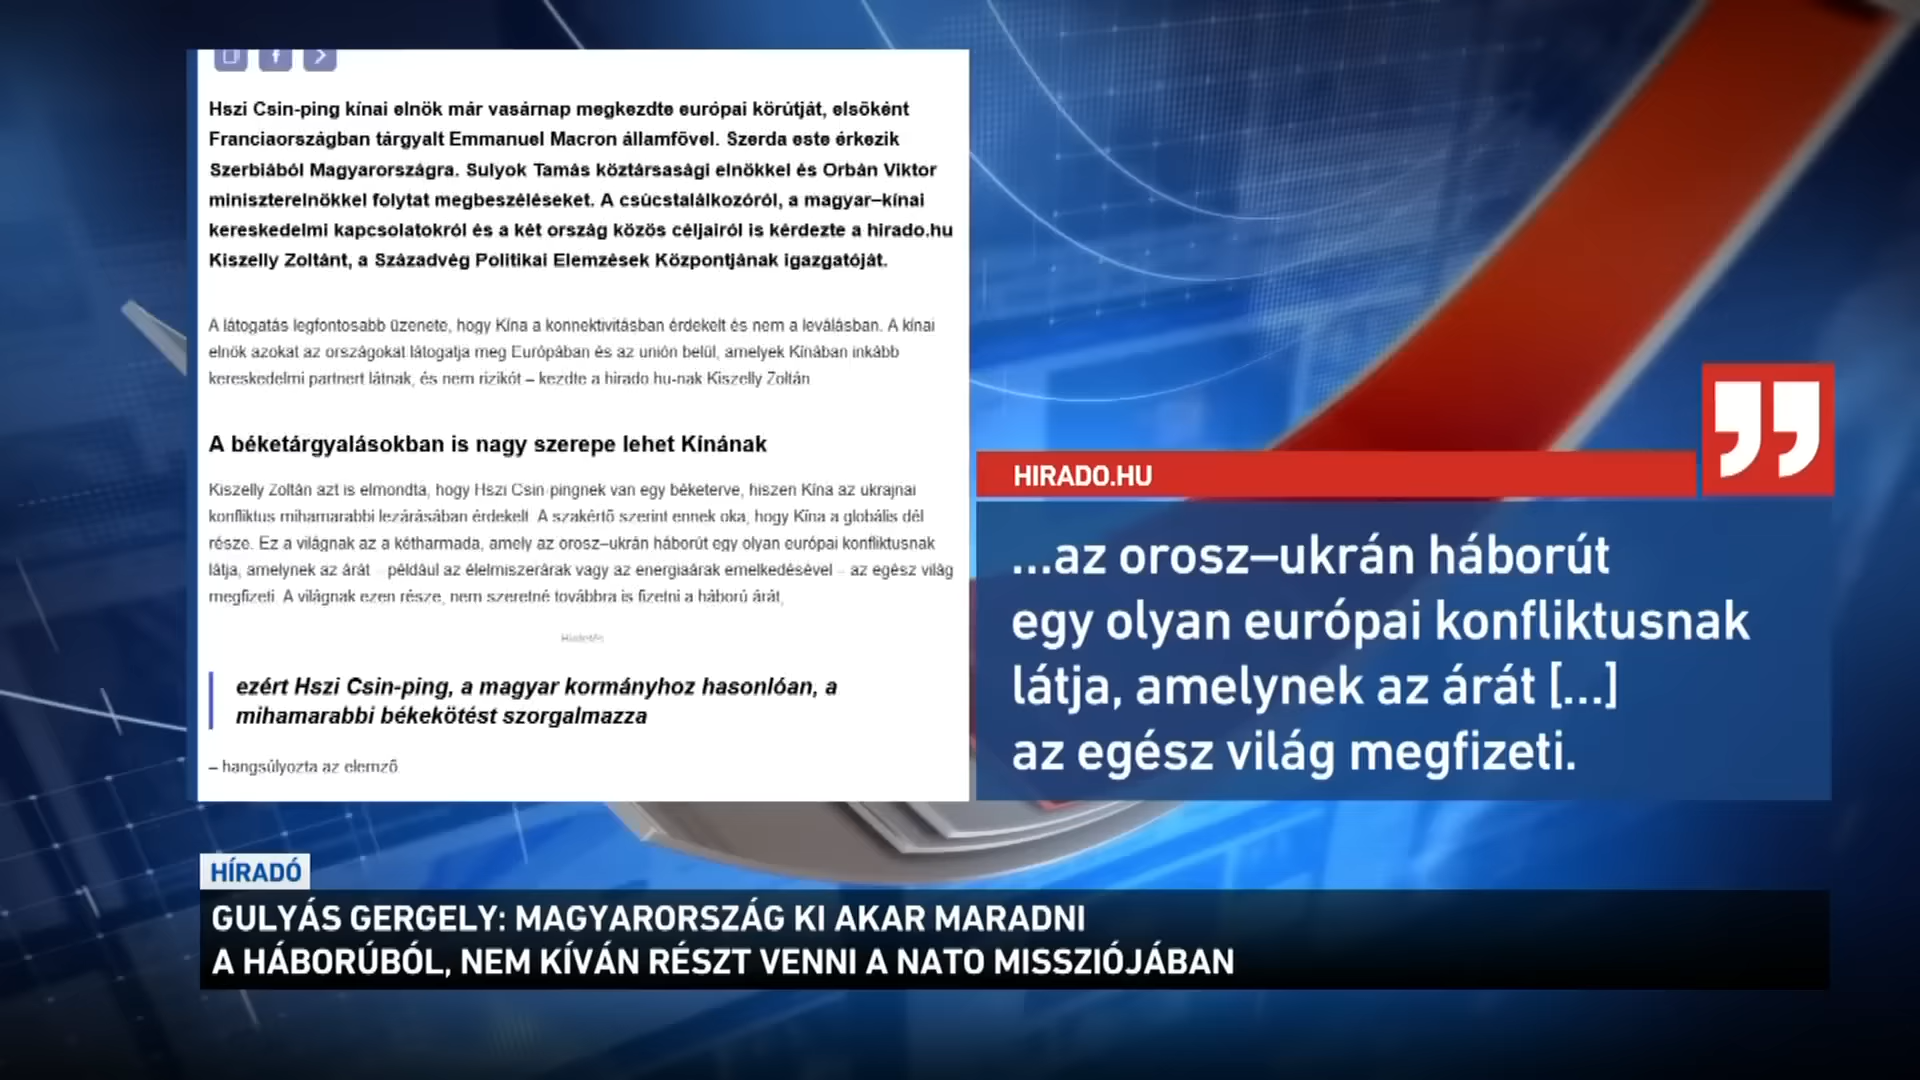 Hszi Csin-ping kínai elnök már vasárnap megkezdte európai körútját, elsőként
Franciaországban tárgyalt Emmanuel Macron államfővel. Szerda este érkezik
Szerbiából Magyarországra. Sulyok Tamás köztársasági elnökkel és Orbán Viktor
miniszterelnökkel folytat megbeszéléseket. A csúcstalálkozóról, a magyar–kínai
kereskedelmi kapcsolatokról és a két ország közös céljairól is kérdezte a hirado.hu
Kiszelly Zoltánt, a Századvég Politikai Elemzések Központjának igazgatóját.
A látogatás legfontosabb üzenete, hogy Kína a konnektivitásban érdekelt és nem a leválásban. A kínai
elnök azokat az országokat látogatja meg Európában és az unión belül, amelyek Kínában inkább
kereskedelmi partnert látnak, és nem rizikót – kezdte a hirado hu-nak Kiszelly Zoltán
A béketárgyalásokban is nagy szerepe lehet Kínának
Kiszelly Zoltán azt is elmondta, hogy Hszi Csin pingnek van egy béketerve, hiszen Kína az ukrajnai
konfliktus mihamarabbi lezárásában érdekelt. A szakértő szerint ennek oka, hogy Kína a globális dél
része. Ez a világnak az a kétharmada, amely az orosz–ukrán háborút egy olyan európai konfliktusnak
látja, amelynek az árát – például az élelmiszerárak vagy az energiaárak emelkedésével – az egész világ
megfizeti. A világnak ezen része, nem szeretné továbbra is fizetni a háború árát,
Hirdetés
ezért Hszi Csin-ping, a magyar kormányhoz hasonlóan, a
mihamarabbi békekötést szorgalmazza
– hangsúlyozta az elemző
HIRADO.HU
...az orosz–ukrán háborút
egy olyan európai konfliktusnak
látja, amelynek az árát [...]
az egész világ megfizeti.
HÍRADÓ
GULYÁS GERGELY: MAGYARORSZÁG KI AKAR MARADNI
A HÁBORÚBÓL, NEM KÍVÁN RÉSZT VENNI A NATO MISSZIÓJÁBAN